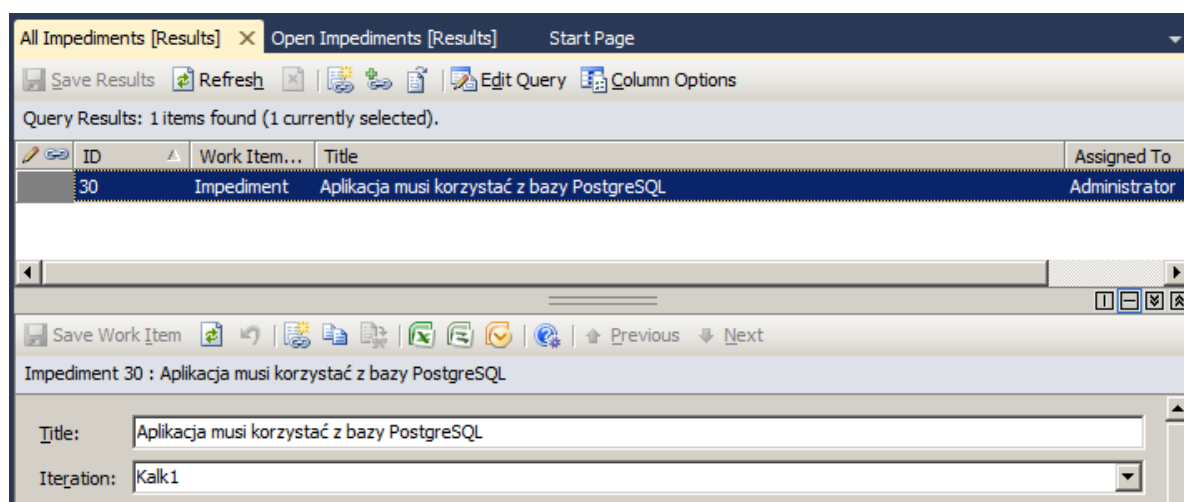 All Impediments [Results] Open Impediments [Results] Start Page
Save Results Refresh Edit Query Column Options
Query Results: 1 items found (1 currently selected).
ID Work Item... Title Assigned To
30 Impediment Aplikacja musi korzystać z bazy PostgreSQL Administrator
Save Work Item Previous Next
Impediment 30 : Aplikacja musi korzystać z bazy PostgreSQL
Title: Aplikacja musi korzystać z bazy PostgreSQL
Iteration: Kalk1